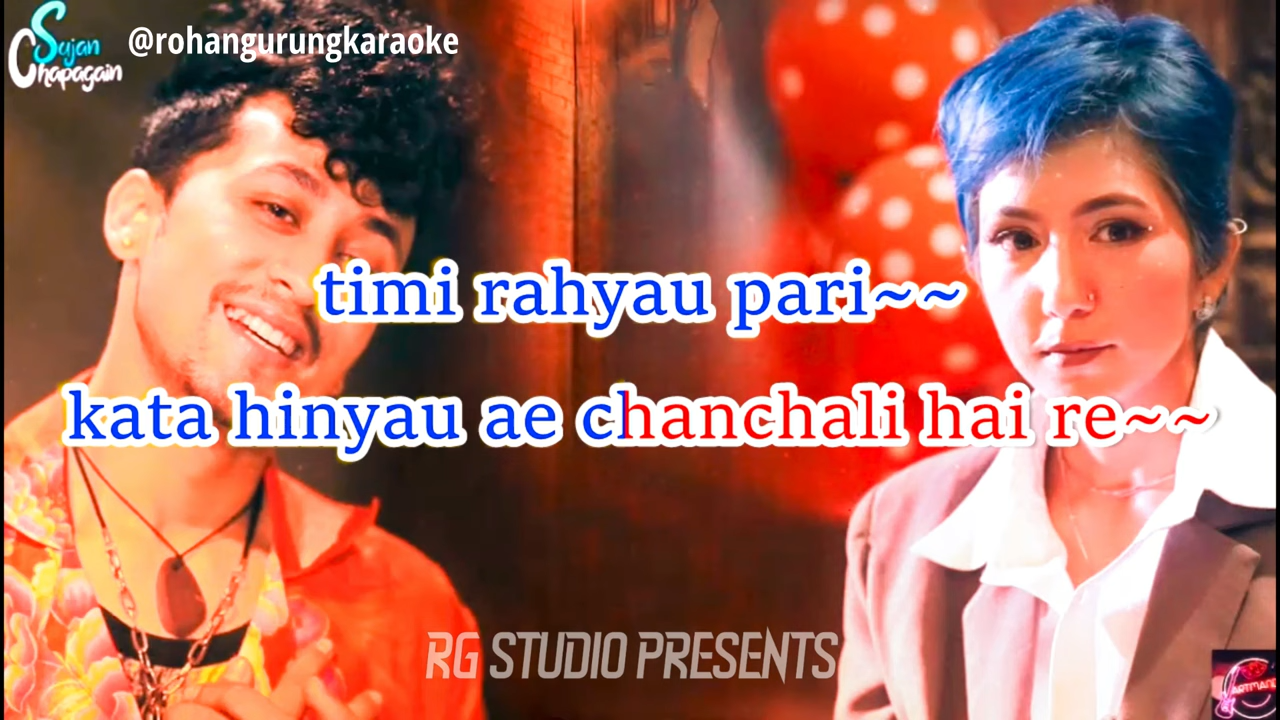 Sujan
Chapagain
@rohangurungkaraoke
timi rahyau pari~~
kata hinyau ae chanchali hai re~~
RG STUDIO PRESENTS